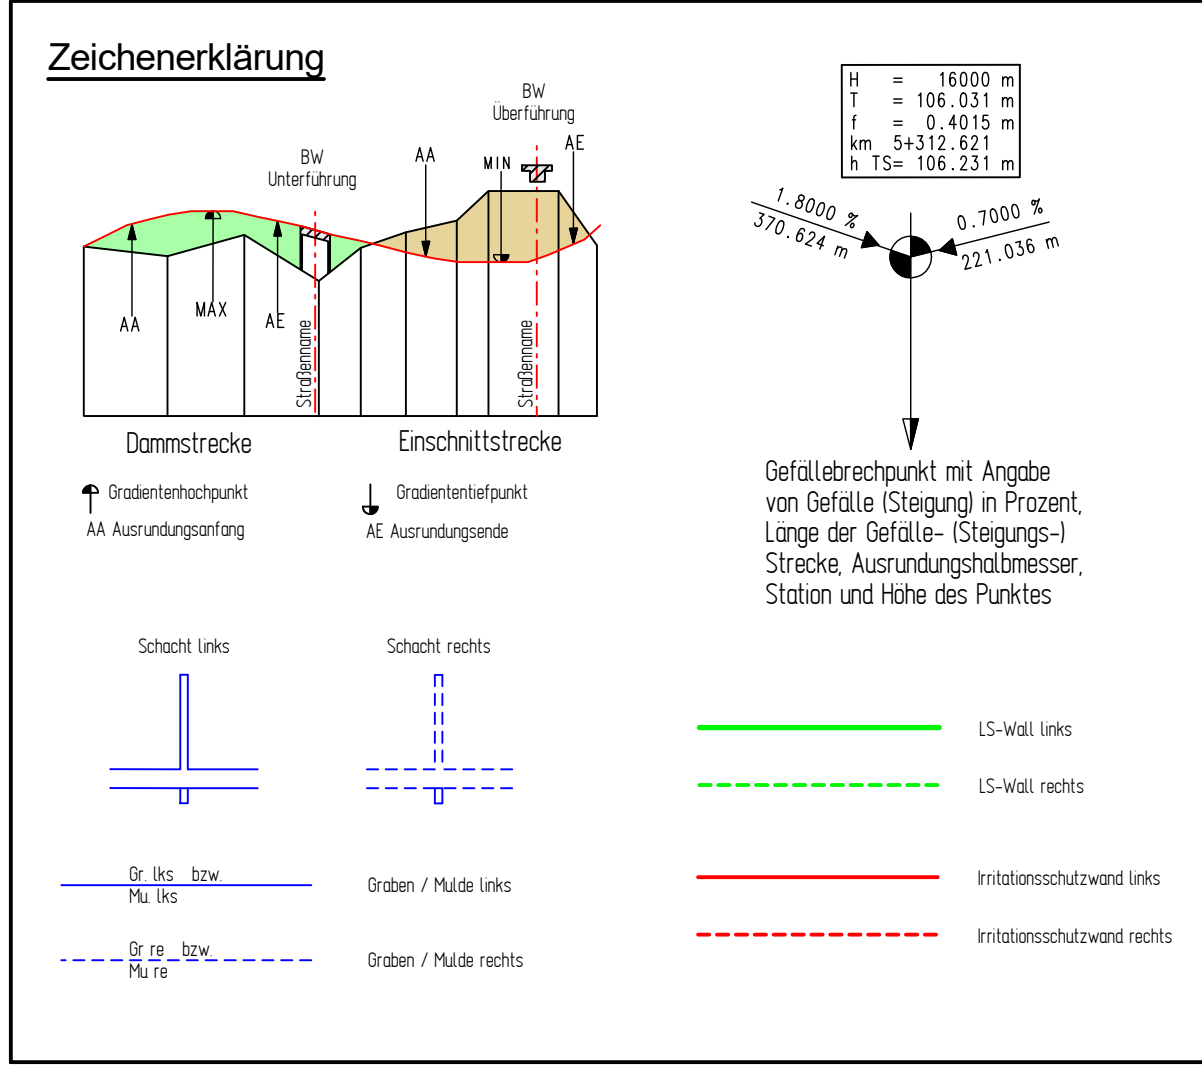 Zeichenerklärung
BW
Unterführung
BW
Überführung
AA
MIN
AE
AA
MAX
AE
Straßenname
Straßenname
Dammstrecke
Einschnittstrecke
Gradientenhochpunkt
Gradiententiefpunkt
AA Ausrundungsanfang
AE Ausrundungsende
H = 16000 m
T = 106.031 m
f = 0.4015 m
km 5+312.621
h TS= 106.231 m
1.8000 %
370.624 m
0.7000 %
221.036 m
Gefällebrechpunkt mit Angabe
von Gefälle (Steigung) in Prozent,
Länge der Gefälle- (Steigungs-)
Strecke, Ausrundungshalbmesser,
Station und Höhe des Punktes
Schacht links
Schacht rechts
LS-Wall links
LS-Wall rechts
Gr. lks bzw.
Mu. lks
Graben / Mulde links
Gr re bzw.
Mu re
Graben / Mulde rechts
Irritationsschutzwand links
Irritationsschutzwand rechts